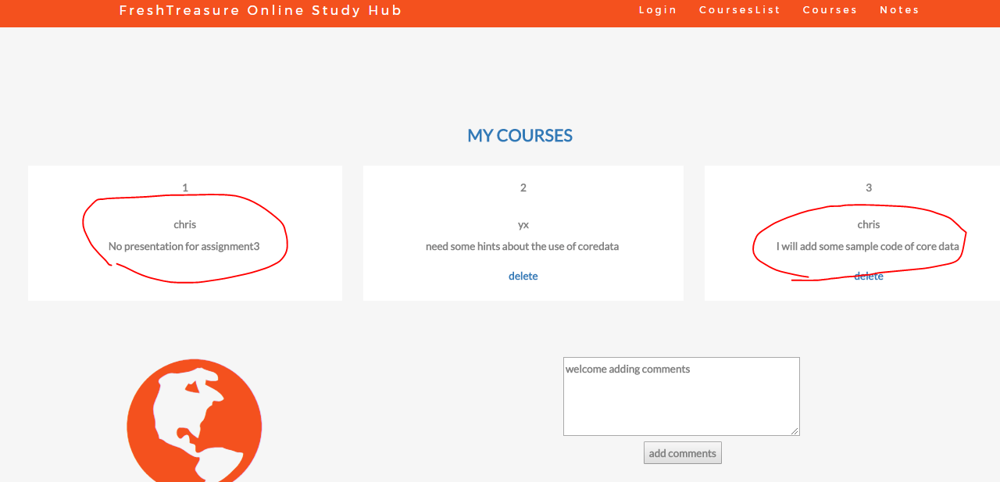 FreshTreasure Online Study Hub
Login CoursesList Courses Notes
MY COURSES
1
chris
No presentation for assignment3
2
yx
need some hints about the use of coredata
delete
3
chris
I will add some sample code of core data
delete
welcome adding comments
add comments